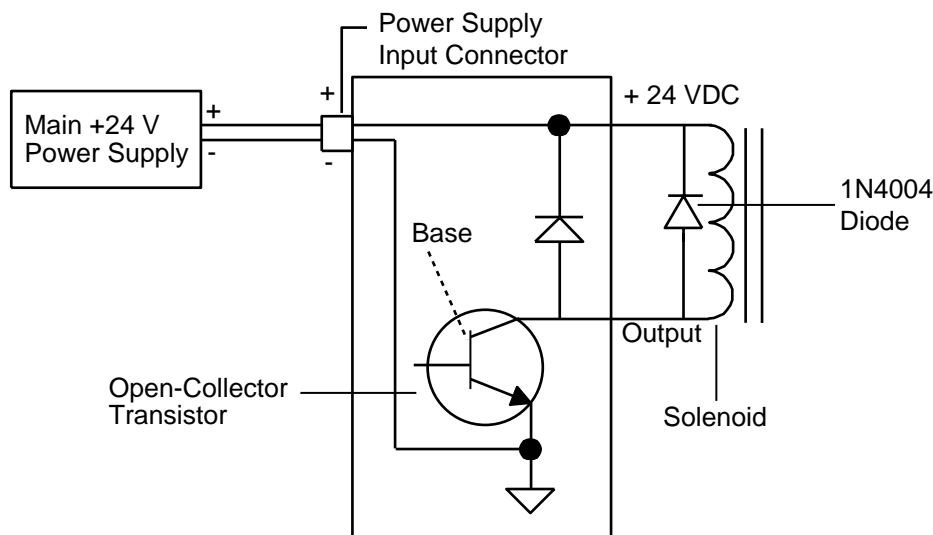 Power Supply
Input Connector
+ 24 VDC
+
+
Main +24 V
Power Supply
-
-
1N4004
Diode
Base
Output
Open-Collector
Transistor
Solenoid